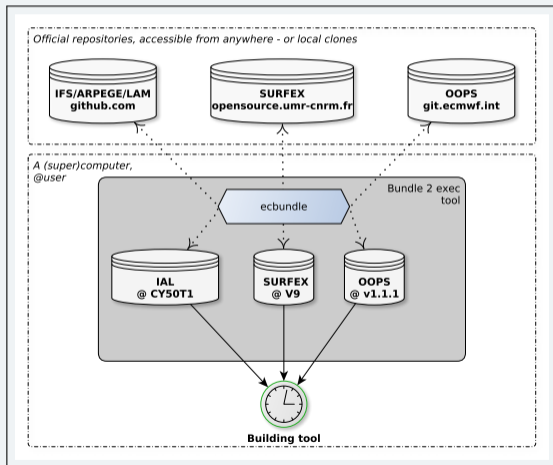 Official repositories, accessible from anywhere - or local clones
IFS/ARPEGE/LAM
github.com
SURFEX
opensource.umr-cnrm.fr
OOPS
git.ecmwf.int
A (super)computer,
@user
Bundle 2 exec
tool
ecbundle
IAL
@ CY50T1
SURFEX
@ V9
OOPS
@ v1.1.1
Building tool